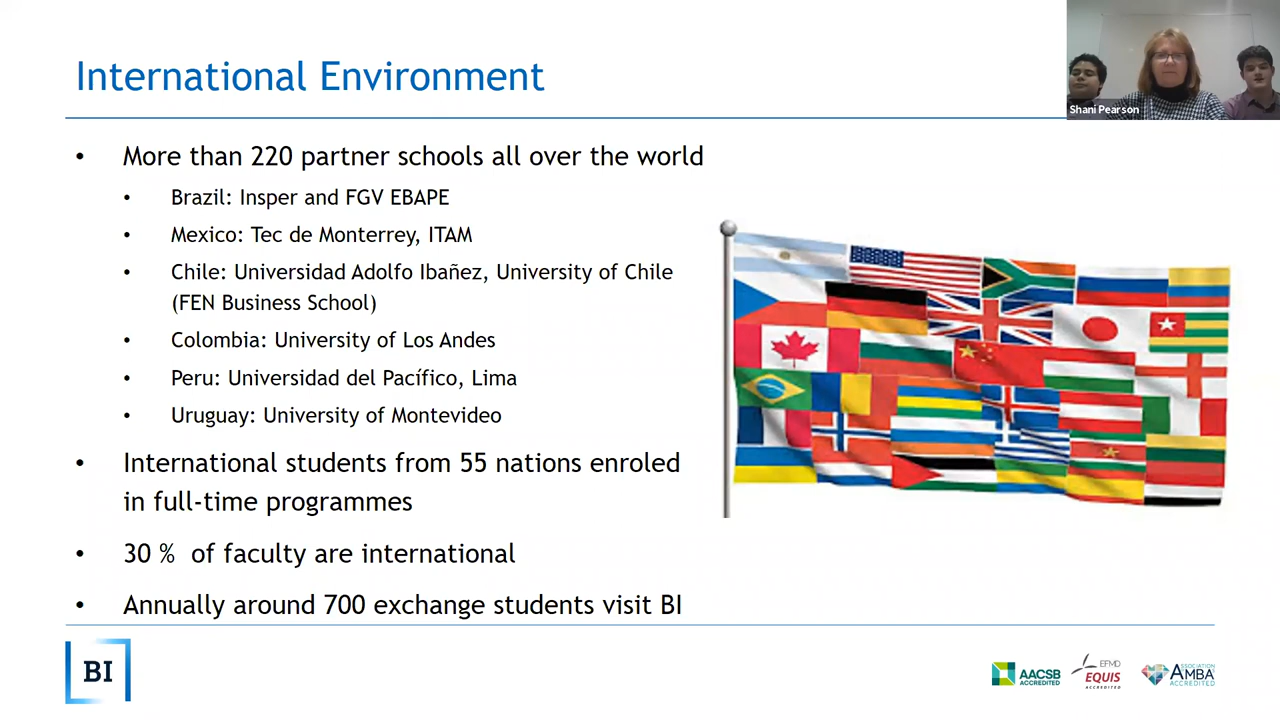 International Environment
Shani Pearson
• More than 220 partner schools all over the world
• Brazil: Insper and FGV EBAPE
• Mexico: Tec de Monterrey, ITAM
• Chile: Universidad Adolfo Ibañez, University of Chile
(FEN Business School)
• Colombia: University of Los Andes
• Peru: Universidad del Pacífico, Lima
• Uruguay: University of Montevideo
• International students from 55 nations enroled
in full-time programmes
• 30 % of faculty are international
• Annually around 700 exchange students visit BI
BI
AACSB
ACCREDITED
EFMD
EQUIS
ACCREDITED
ASSOCIATION
AMBA
ACCREDITED